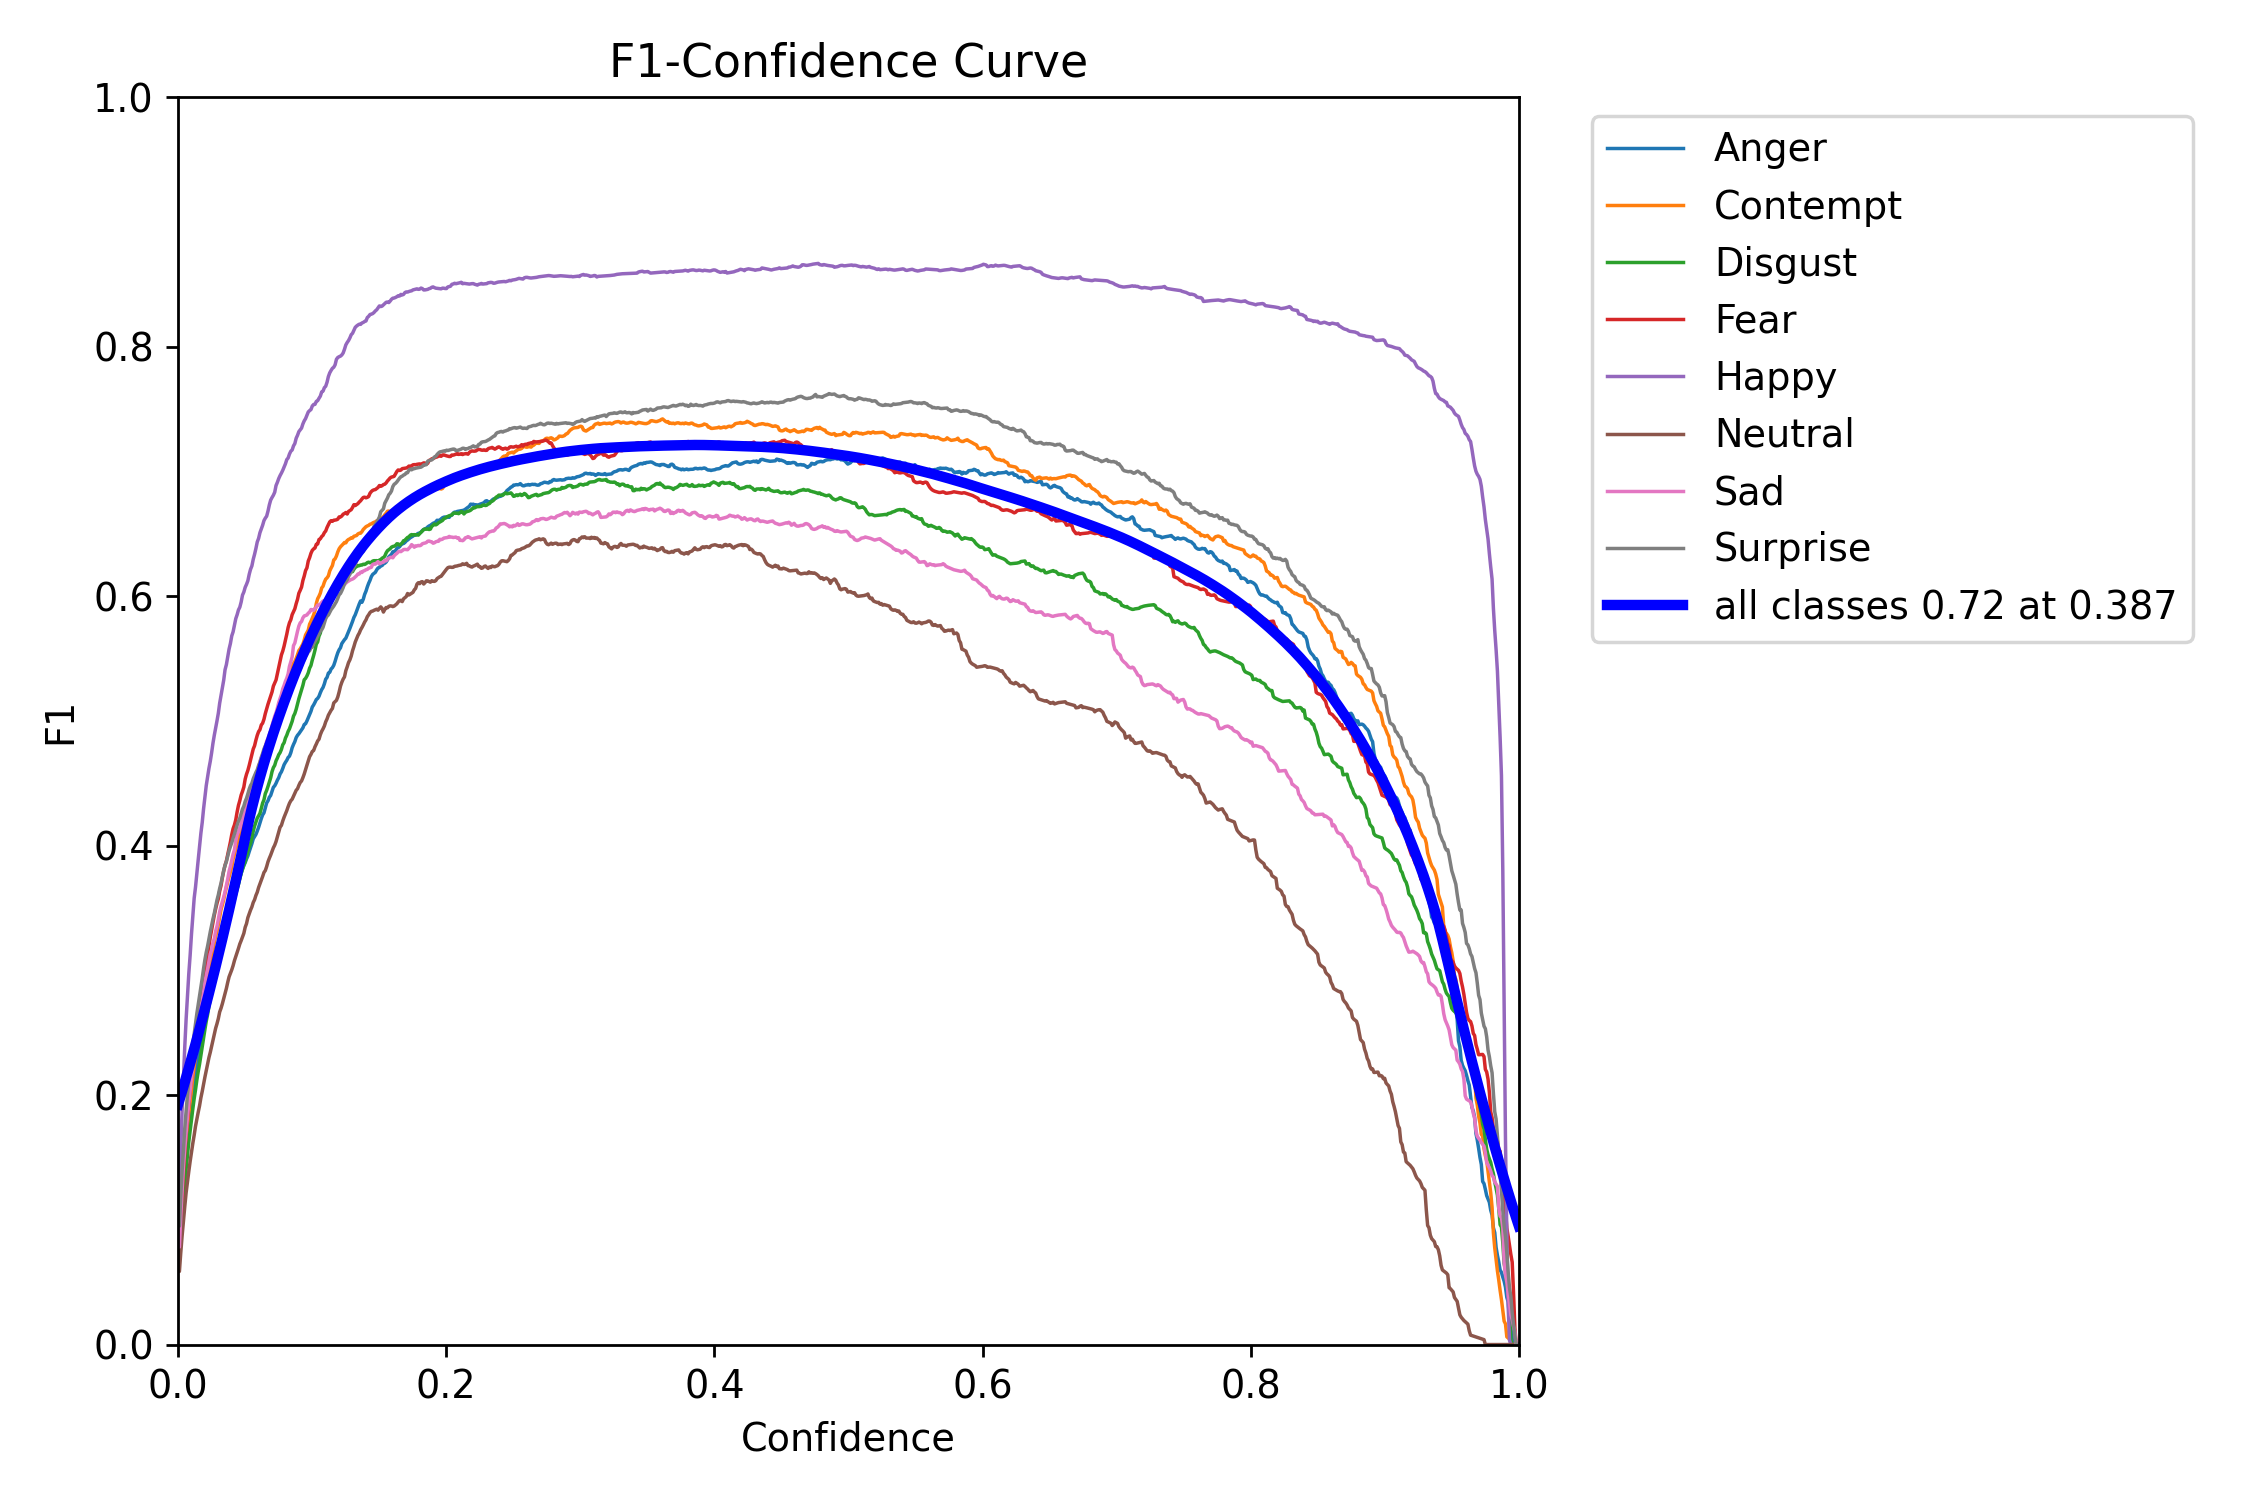 F1-Confidence Curve
1.0
0.8
0.6
0.4
0.2
0.0
F1
0.0 0.2 0.4 0.6 0.8 1.0
Confidence
Anger
Contempt
Disgust
Fear
Happy
Neutral
Sad
Surprise
all classes 0.72 at 0.387